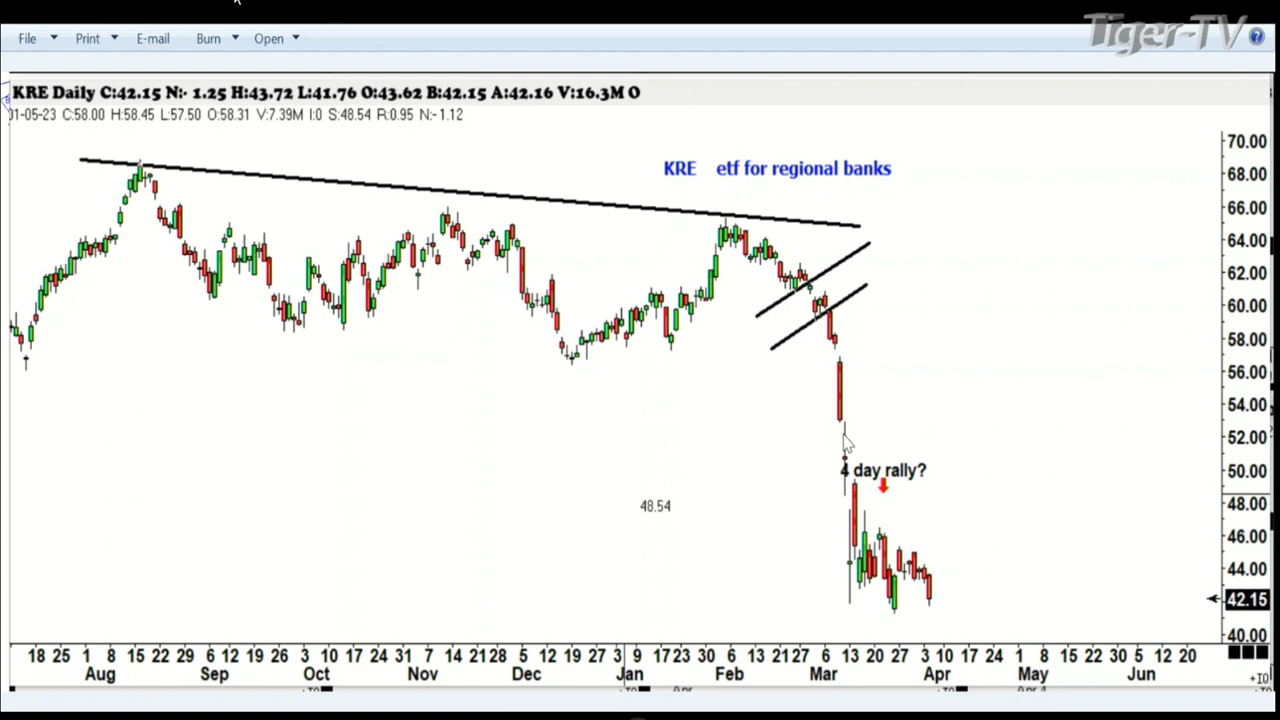 Tiger-TV
File Print E-mail Burn Open ?
KRE Daily C:42.15 N:- 1.25 H:43.72 L:41.76 O:43.62 B:42.15 A:42.16 V:16.3M O
01-05-23 C:58.00 H:58.45 L:57.50 O:58.31 V:7.39M I:0 S:48.54 R:0.95 N:-1.12
70.00
KRE etf for regional banks
68.00
66.00
64.00
62.00
60.00
58.00
56.00
54.00
52.00
4 day rally?
50.00
48.54
48.00
46.00
44.00
42.15
40.00
18 25 1 8 15 22 29 6 12 19 26 3 10 17 24 31 7 14 21 28 5 12 19 27 3 9 17 23 30 6 13 21 27 6 13 20 27 3 10 17 24 1 8 15 22 30 5 12 20
Aug Sep Oct Nov Dec Jan Feb Mar Apr May Jun